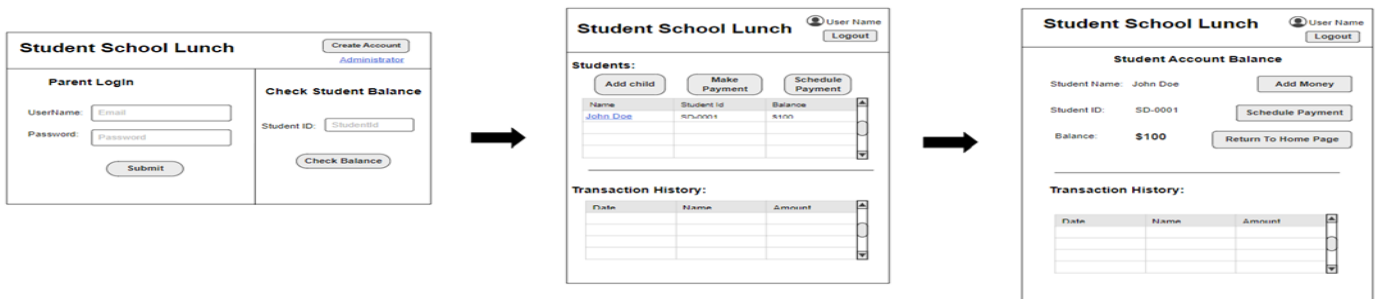 Student School Lunch
Create Account
Administrator
Parent LogIn
UserName: Email
Password: Password
Submit
Check Student Balance
Student ID: StudentId
Check Balance
Student School Lunch
User Name
Logout
Students:
Add child
Make Payment
Schedule Payment
Name Student Id Balance
John Doe SD-0001 $100
Transaction History:
Date Name Amount
Student School Lunch
User Name
Logout
Student Account Balance
Student Name: John Doe
Add Money
Student ID: SD-0001
Schedule Payment
Balance: $100
Return To Home Page
Transaction History:
Date Name Amount